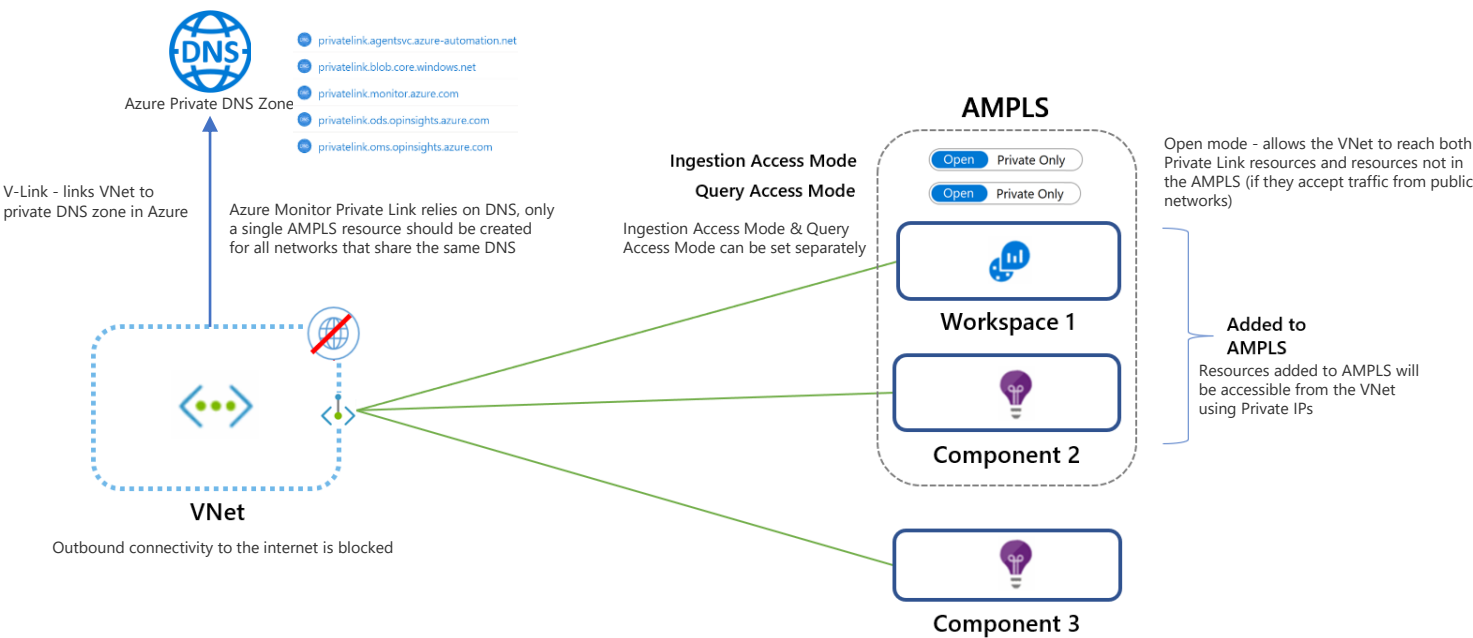 DNS
Azure Private DNS Zone
privatelink.agentsvc.azure-automation.net
privatelink.blob.core.windows.net
privatelink.monitor.azure.com
privatelink.ods.opinsights.azure.com
privatelink.oms.opinsights.azure.com
V-Link - links VNet to
private DNS zone in Azure
Azure Monitor Private Link relies on DNS, only
a single AMPLS resource should be created
for all networks that share the same DNS
VNet
Outbound connectivity to the internet is blocked
AMPLS
Ingestion Access Mode
Open Private Only
Query Access Mode
Open Private Only
Ingestion Access Mode & Query
Access Mode can be set separately
Open mode - allows the VNet to reach both
Private Link resources and resources not in
the AMPLS (if they accept traffic from public
networks)
Workspace 1
Component 2
Added to
AMPLS
Resources added to AMPLS will
be accessible from the VNet
using Private IPs
Component 3